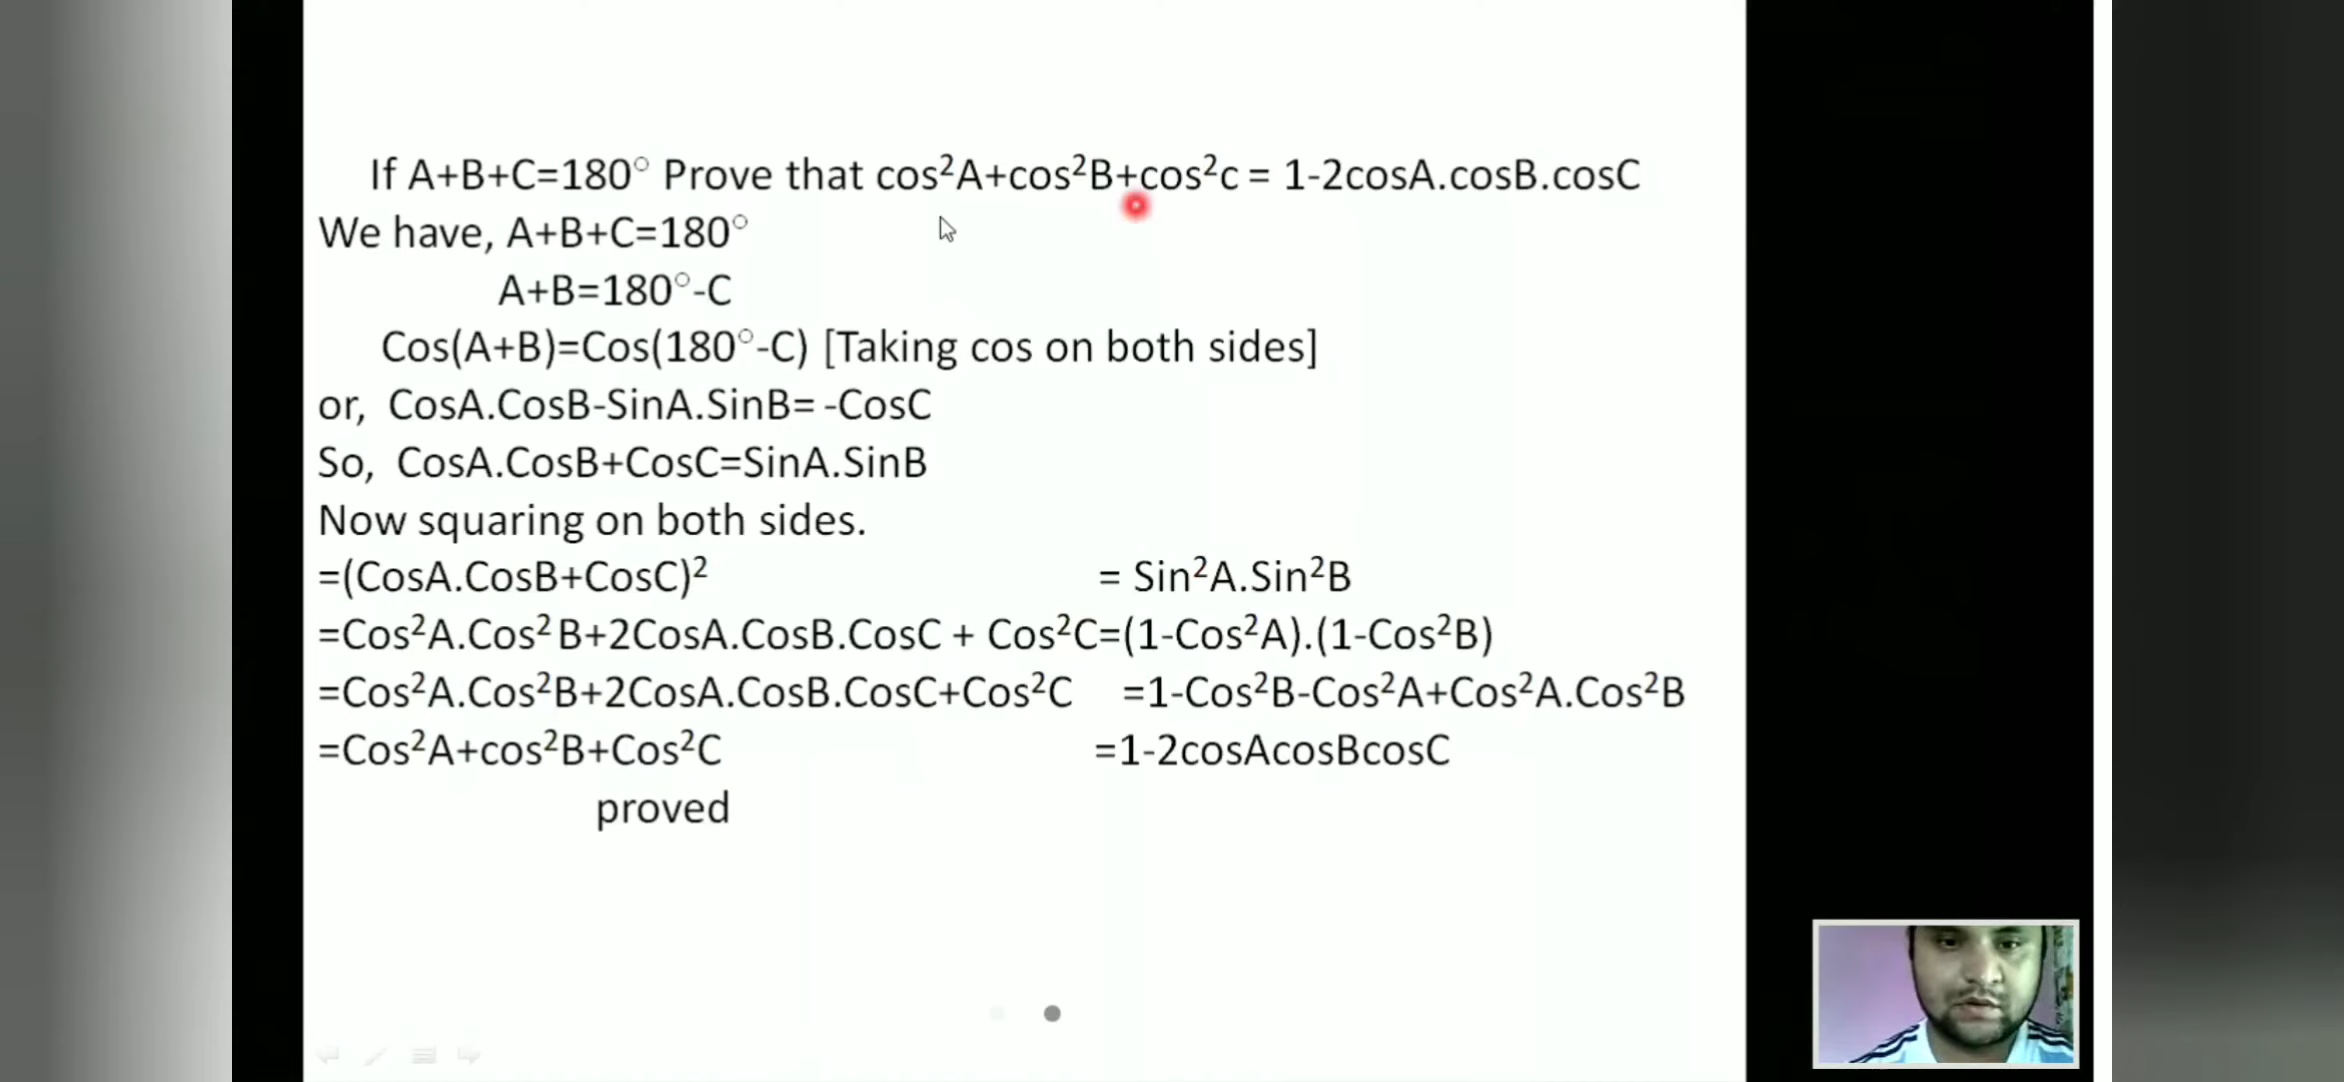 If A+B+C=180° Prove that cos²A+cos²B+cos²c = 1-2cosA.cosB.cosC
We have, A+B+C=180°
A+B=180°-C
Cos(A+B)=Cos(180°-C) [Taking cos on both sides]
or, CosA.CosB-SinA.SinB= -CosC
So, CosA.CosB+CosC=SinA.SinB
Now squaring on both sides.
=(CosA.CosB+CosC)² = Sin²A.Sin²B
=Cos²A.Cos² B+2CosA.CosB.CosC + Cos²C=(1-Cos²A).(1-Cos²B)
=Cos²A.Cos²B+2CosA.CosB.CosC+Cos²C =1-Cos²B-Cos²A+Cos²A.Cos²B
=Cos²A+cos²B+Cos²C =1-2cosAcosBcosC
proved